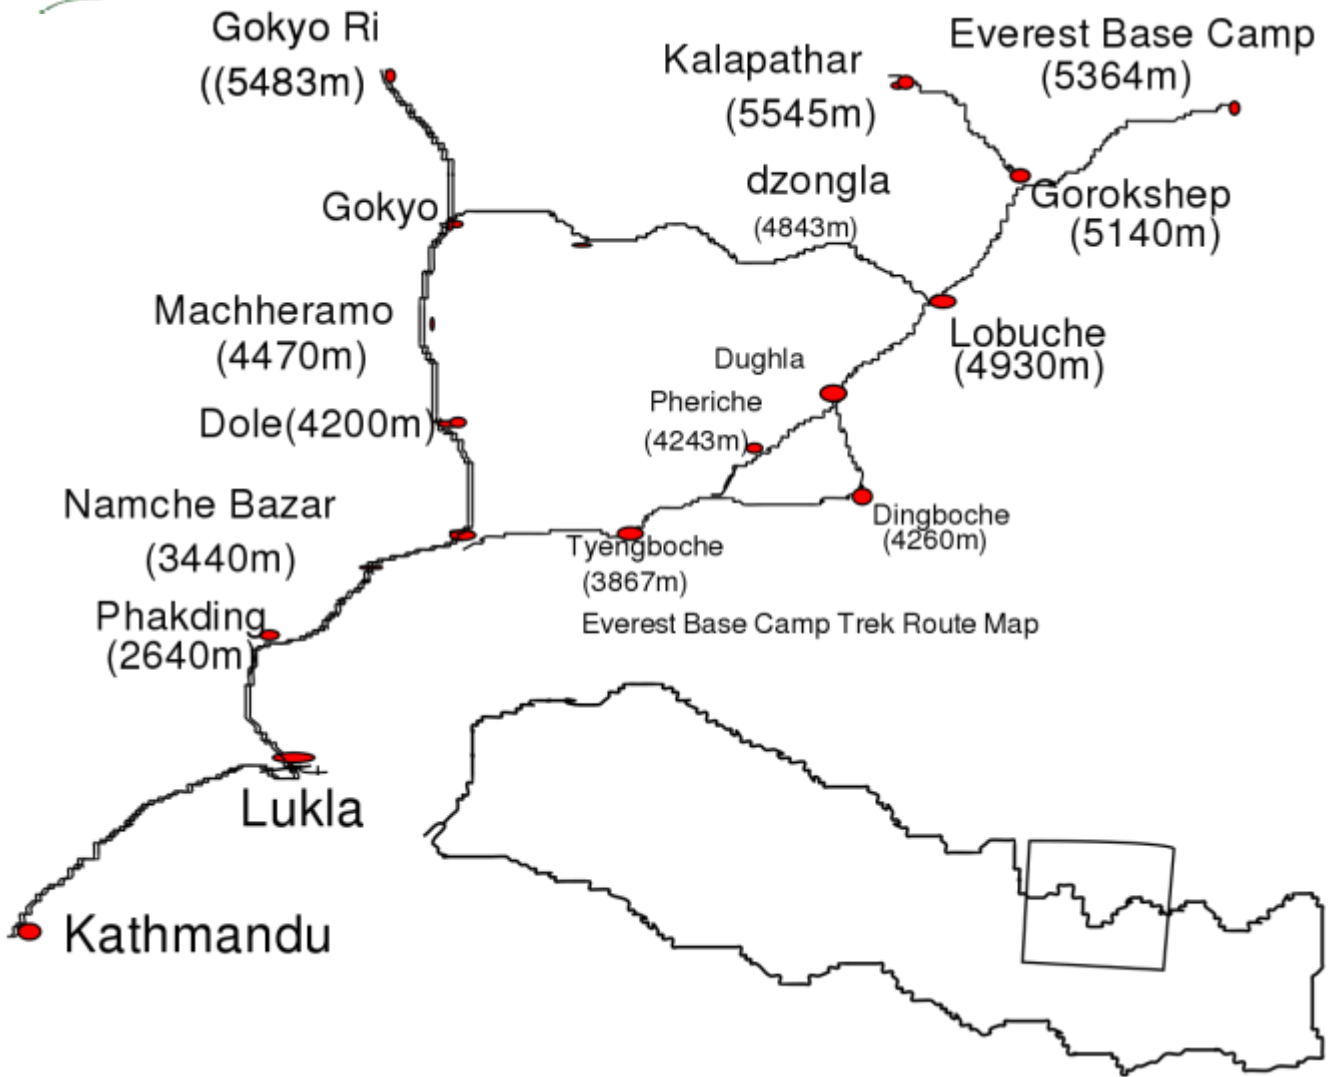 Gokyo Ri
((5483m)
Kalapathar
(5545m)
Everest Base Camp
(5364m)
dzongla
(4843m)
Gokyo
Gorokshep
(5140m)
Machheramo
(4470m)
Lobuche
(4930m)
Dughla
Pheriche
(4243m)
Dole(4200m)
Namche Bazar
(3440m)
Dingboche
(4260m)
Tyengboche
(3867m)
Phakding
(2640m)
Everest Base Camp Trek Route Map
Lukla
Kathmandu